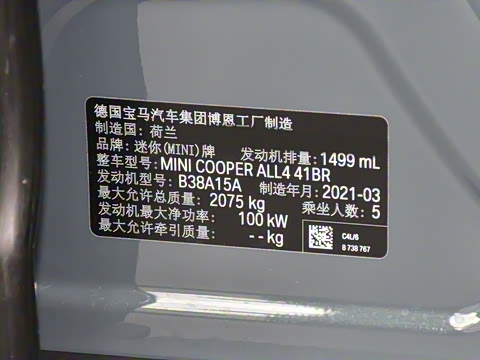 德国宝马汽车集团博恩工厂制造
制造国: 荷兰
品牌: 迷你(MINI)牌 发动机排量: 1499 mL
整车型号: MINI COOPER ALL4 41BR
发动机型号: B38A15A 制造年月: 2021-03
最大允许总质量: 2075 kg 乘坐人数: 5
发动机最大净功率: 100 kW
最大允许牵引质量: -- kg
C4L/6
8 738 767